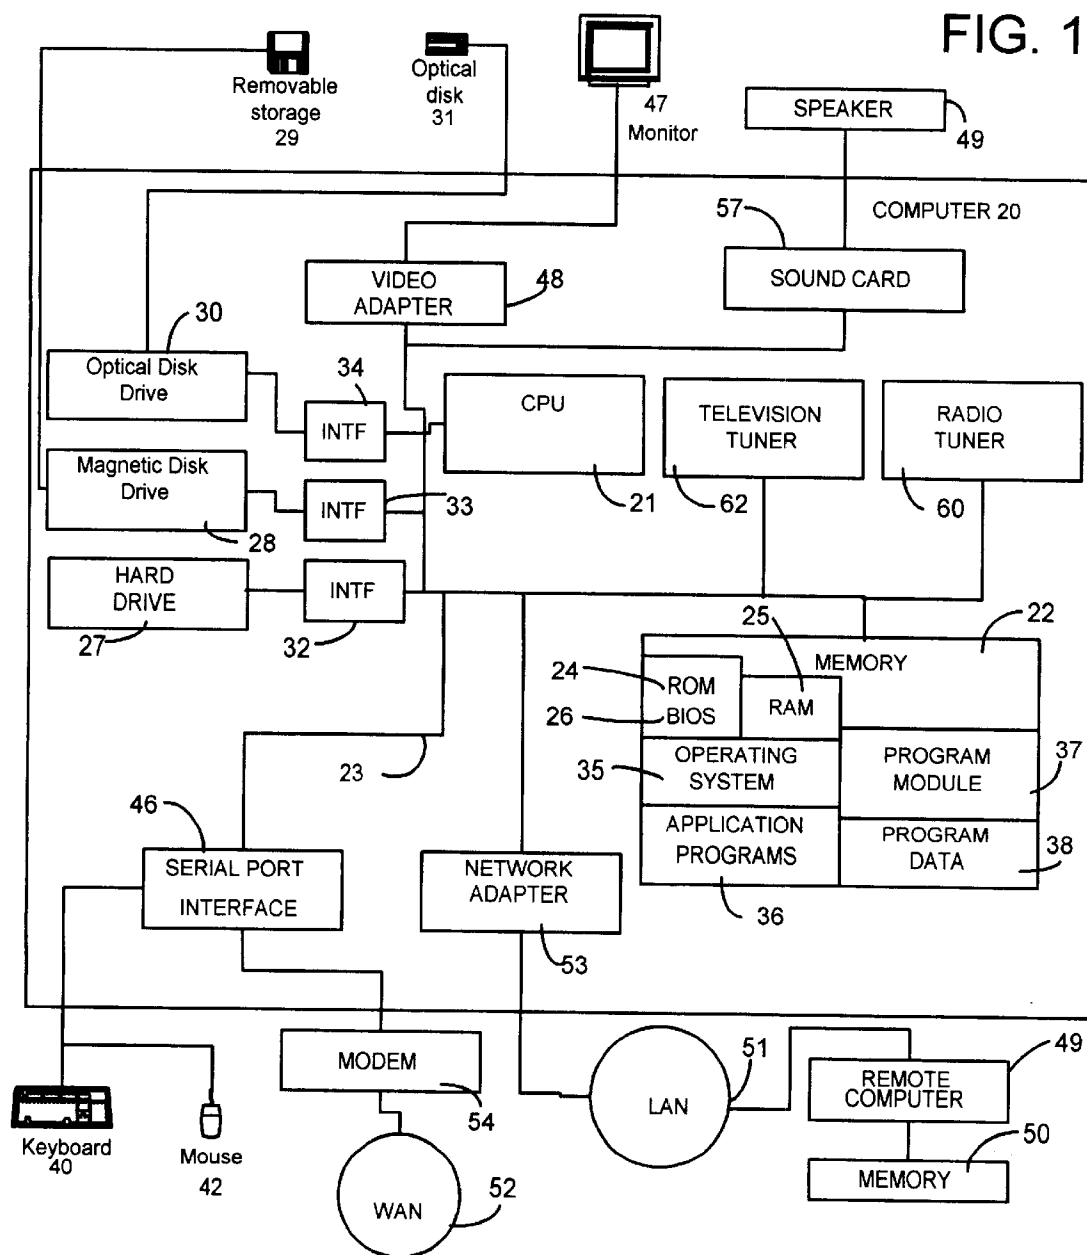 FIG. 1
Removable
storage
29
Optical
disk
31
47
Monitor
SPEAKER
49
57
COMPUTER 20
VIDEO
ADAPTER
48
SOUND CARD
30
Optical Disk
Drive
34
INTF
CPU
21
TELEVISION
TUNER
62
RADIO
TUNER
60
Magnetic Disk
Drive
28
INTF
33
HARD
DRIVE
27
INTF
32
25
22
MEMORY
24
ROM
26
BIOS
RAM
23
35
OPERATING
SYSTEM
PROGRAM
MODULE
37
APPLICATION
PROGRAMS
36
PROGRAM
DATA
38
46
SERIAL PORT
INTERFACE
NETWORK
ADAPTER
53
MODEM
54
LAN
51
49
REMOTE
COMPUTER
50
MEMORY
Keyboard
40
Mouse
42
WAN
52